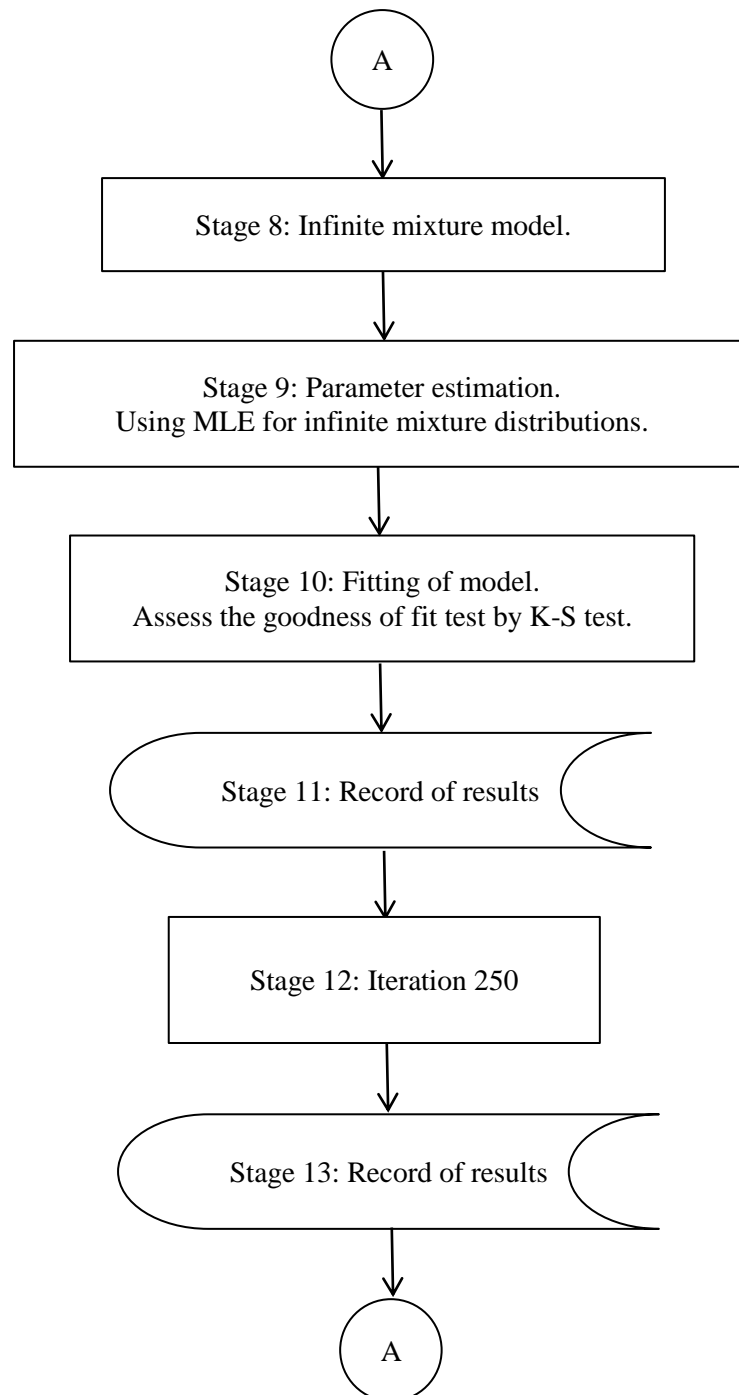 A
Stage 8: Infinite mixture model.
Stage 9: Parameter estimation.
Using MLE for infinite mixture distributions.
Stage 10: Fitting of model.
Assess the goodness of fit test by K-S test.
Stage 11: Record of results
Stage 12: Iteration 250
Stage 13: Record of results
A